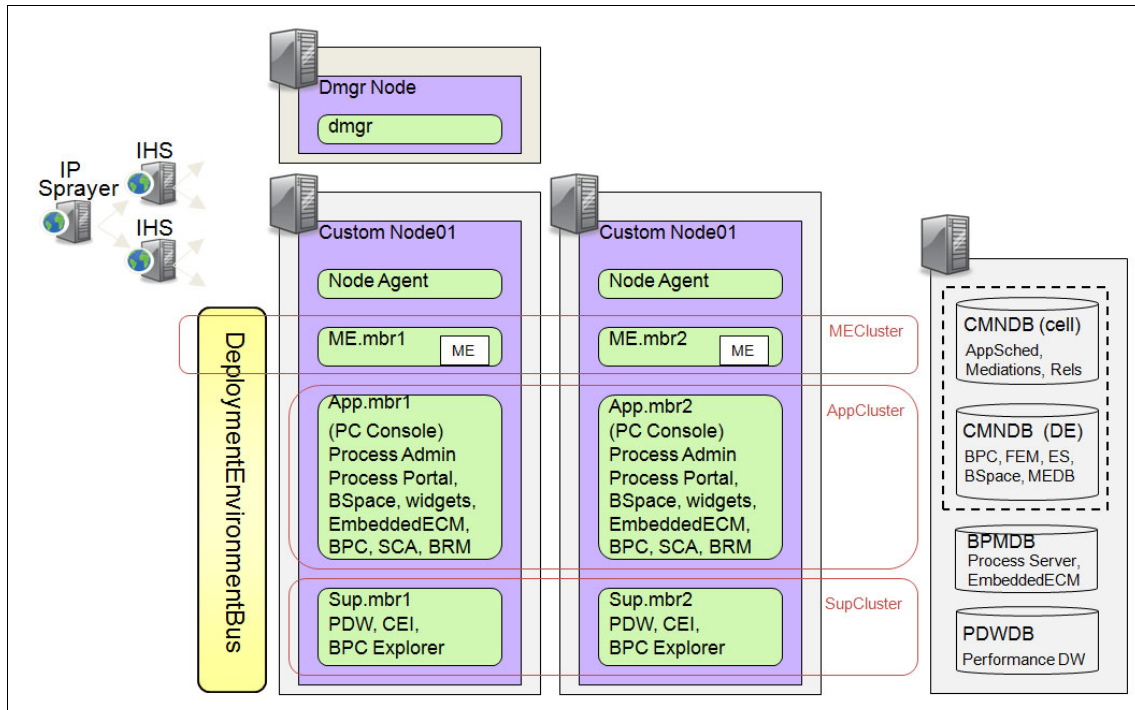 Dmgr Node
dmgr
IHS
IP
Sprayer
IHS
DeploymentEnvironmentBus
Custom Node01
Node Agent
ME.mbr1
ME
App.mbr1
(PC Console)
Process Admin
Process Portal,
BSpace, widgets,
EmbeddedECM,
BPC, SCA, BRM
Sup.mbr1
PDW, CEI,
BPC Explorer
Custom Node01
Node Agent
ME.mbr2
ME
App.mbr2
(PC Console)
Process Admin
Process Portal,
BSpace, widgets,
EmbeddedECM,
BPC, SCA, BRM
Sup.mbr2
PDW, CEI,
BPC Explorer
MECluster
AppCluster
SupCluster
CMNDB (cell)
AppSched,
Mediations, Rels
CMNDB (DE)
BPC, FEM, ES,
BSpace, MEDB
BPMDB
Process Server,
EmbeddedECM
PDWDB
Performance DW